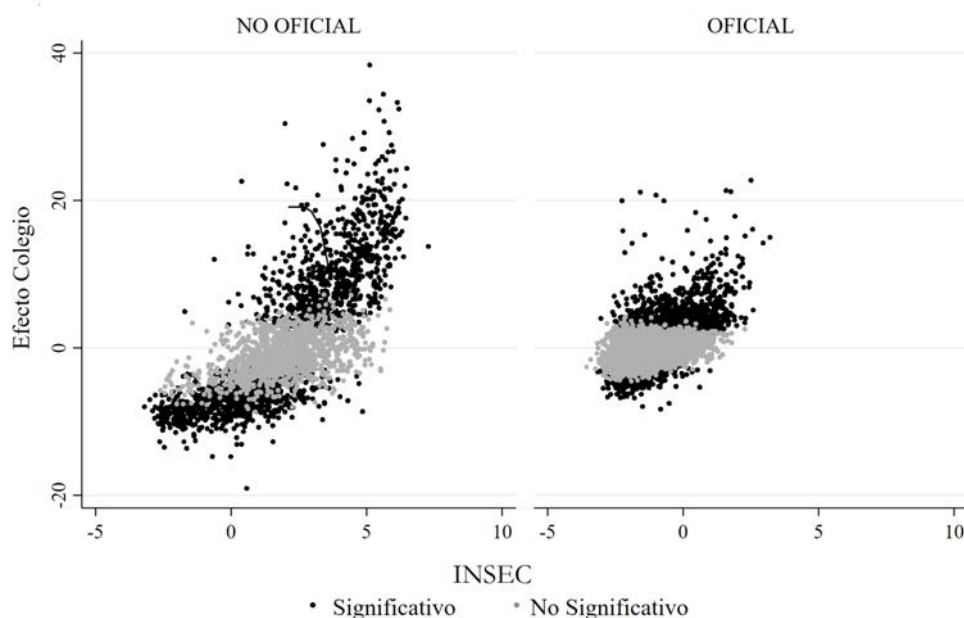 NO OFICIAL
OFICIAL
Efecto Colegio
40
20
0
-20
-5
0
5
10
-5
0
5
10
INSEC
Significativo
No Significativo